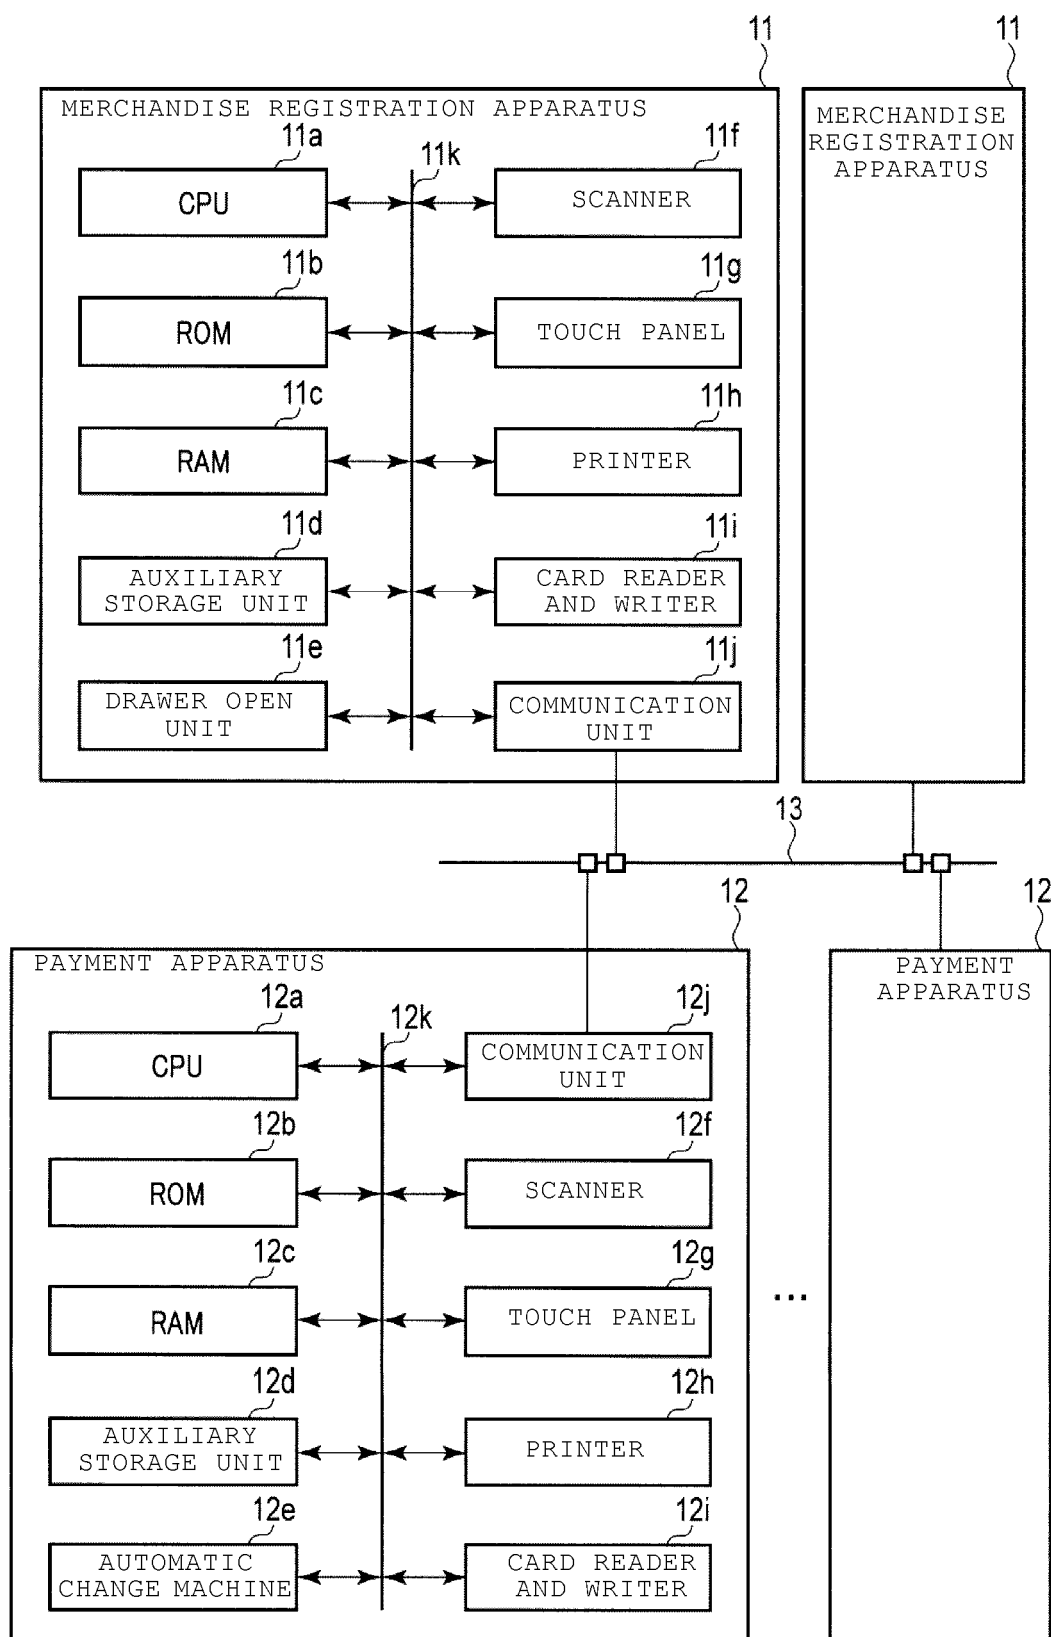 11
11
MERCHANDISE REGISTRATION APPARATUS
MERCHANDISE
REGISTRATION
APPARATUS
11a
11k
11f
CPU
SCANNER
11b
11g
ROM
TOUCH PANEL
11c
11h
RAM
PRINTER
11d
11i
AUXILIARY
STORAGE UNIT
CARD READER
AND WRITER
11e
11j
DRAWER OPEN
UNIT
COMMUNICATION
UNIT
13
12
12
PAYMENT APPARATUS
PAYMENT
APPARATUS
12a
12k
12j
CPU
COMMUNICATION
UNIT
12b
12f
ROM
SCANNER
12c
12g
RAM
TOUCH PANEL
...
12d
12h
AUXILIARY
STORAGE UNIT
PRINTER
12e
12i
AUTOMATIC
CHANGE MACHINE
CARD READER
AND WRITER